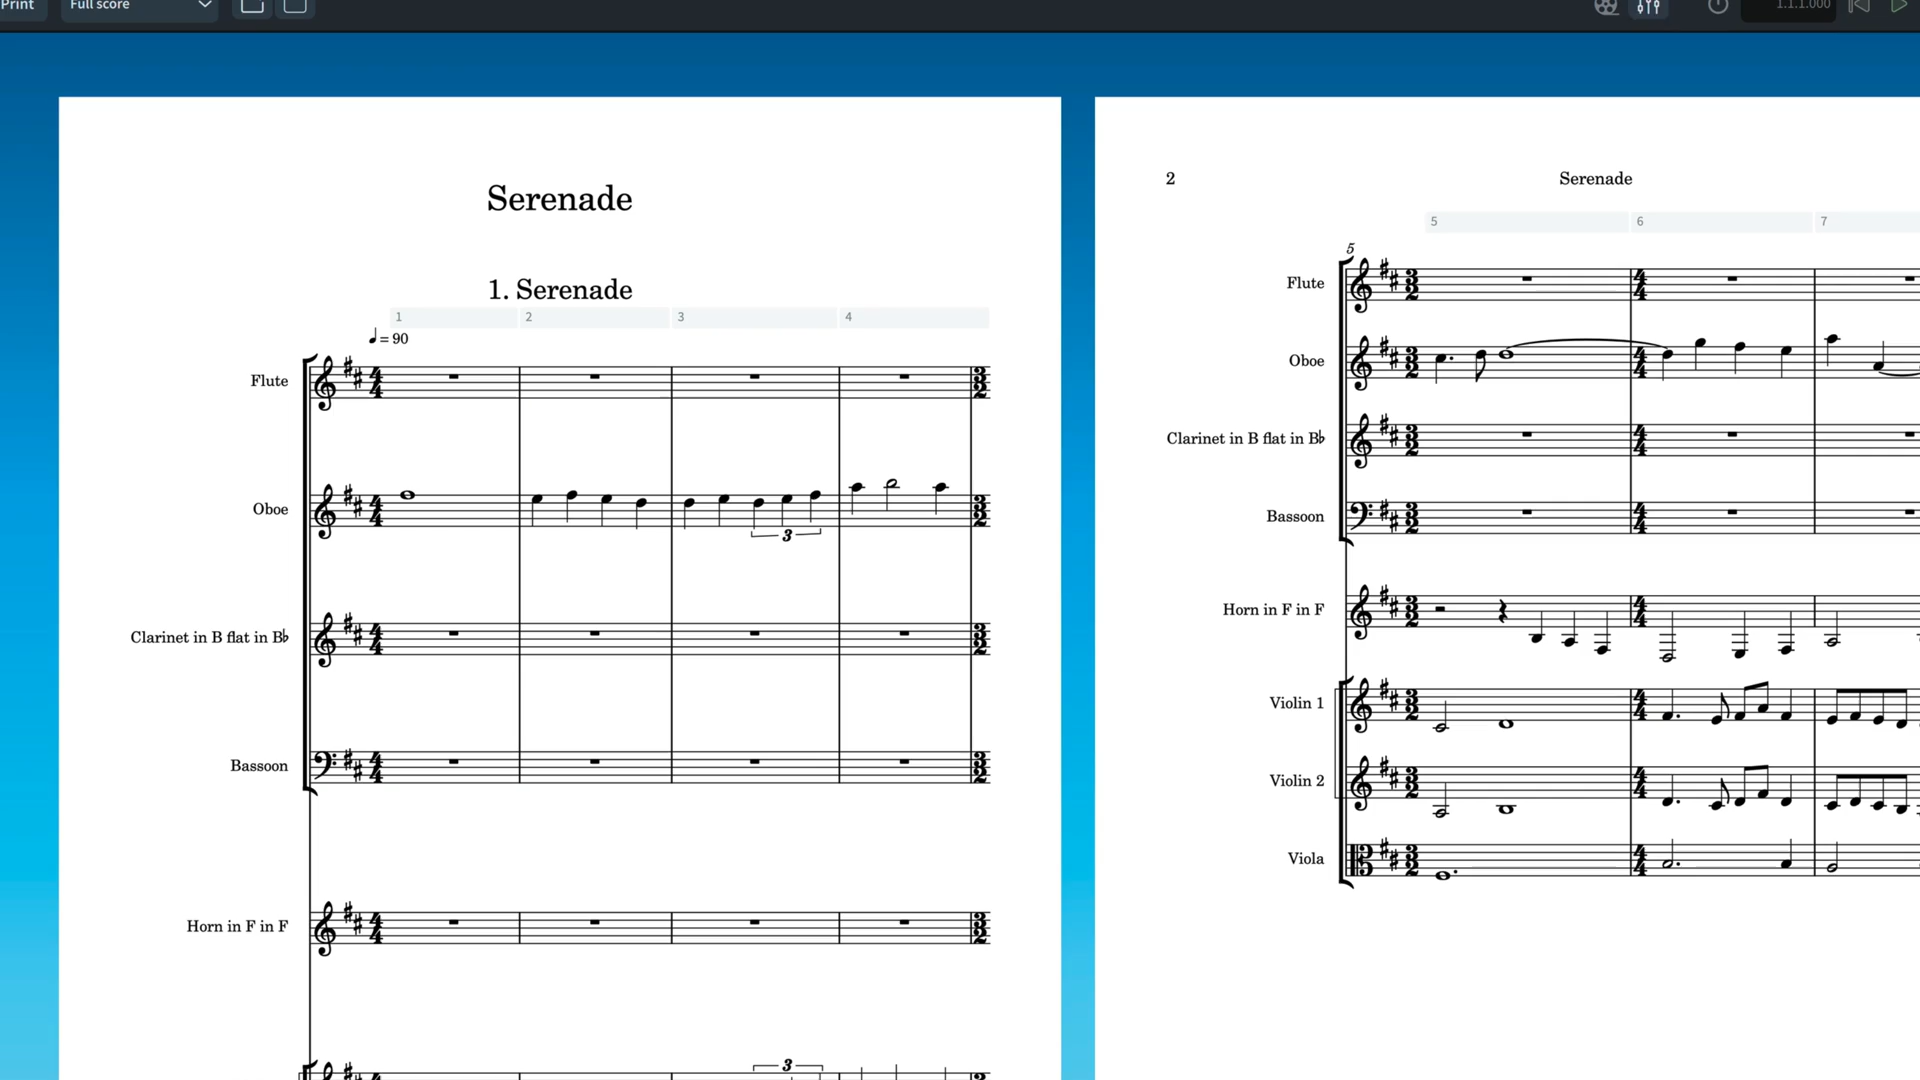 Print
Full score
1.1.1.000
Serenade
1. Serenade
1 2 3 4
♩ = 90
Flute
Oboe
3
Clarinet in B flat in B♭
Bassoon
Horn in F in F
3
2 Serenade
5 6 7
5
Flute
Oboe
Clarinet in B flat in B♭
Bassoon
Horn in F in F
Violin 1
Violin 2
Viola